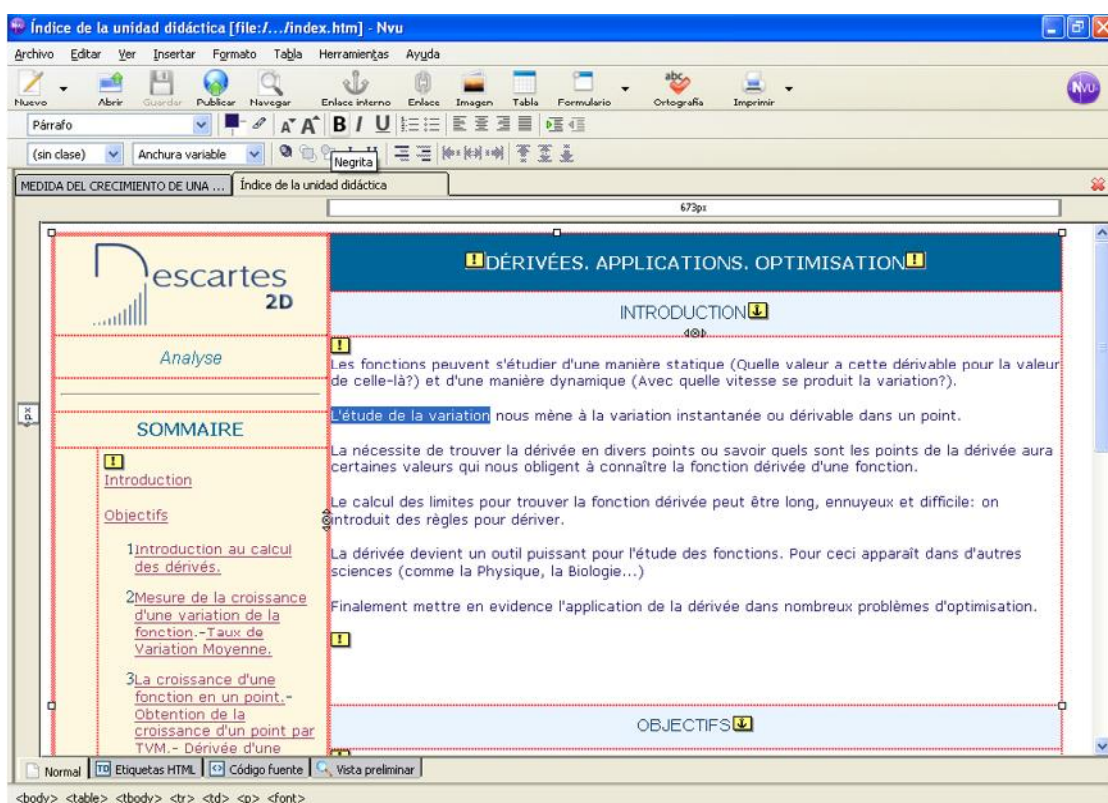 Índice de la unidad didáctica [file:/.../index.htm] - Nvu
Archivo Editar Ver Insertar Formato Tabla Herramientas Ayuda
Nuevo Abrir Guardar Publicar Navegar Enlace interno Enlace Imagen Tabla Formulario Ortografía Imprimir
Nvu
Párrafo
(sin clase) Anchura variable
Negrita
MEDIDA DEL CRECIMIENTO DE UNA ... Índice de la unidad didáctica
673px
Descartes
2D
Analyse
SOMMAIRE
Introduction
Objectifs
1Introduction au calcul
des dérivés.
2Mesure de la croissance
d'une variation de la
fonction.-Taux de
Variation Moyenne.
3La croissance d'une
fonction en un point.-
Obtention de la
croissance d'un point par
TVM.- Dérivée d'une
DÉRIVÉES. APPLICATIONS. OPTIMISATION
INTRODUCTION
Les fonctions peuvent s'étudier d'une manière statique (Quelle valeur a cette dérivable pour la valeur
de celle-là?) et d'une manière dynamique (Avec quelle vitesse se produit la variation?).
L'étude de la variation nous mène à la variation instantanée ou dérivable dans un point.
La nécessite de trouver la dérivée en divers points ou savoir quels sont les points de la dérivée aura
certaines valeurs qui nous obligent à connaître la fonction dérivée d'une fonction.
Le calcul des limites pour trouver la fonction dérivée peut être long, ennuyeux et difficile: on
introduit des règles pour dériver.
La dérivée devient un outil puissant pour l'étude des fonctions. Pour ceci apparaît dans d'autres
sciences (comme la Physique, la Biologie...)
Finalement mettre en evidence l'application de la dérivée dans nombreux problèmes d'optimisation.
OBJECTIFS
Normal Etiquetas HTML Código fuente Vista preliminar
<body> <table> <tbody> <tr> <td> <p> <font>